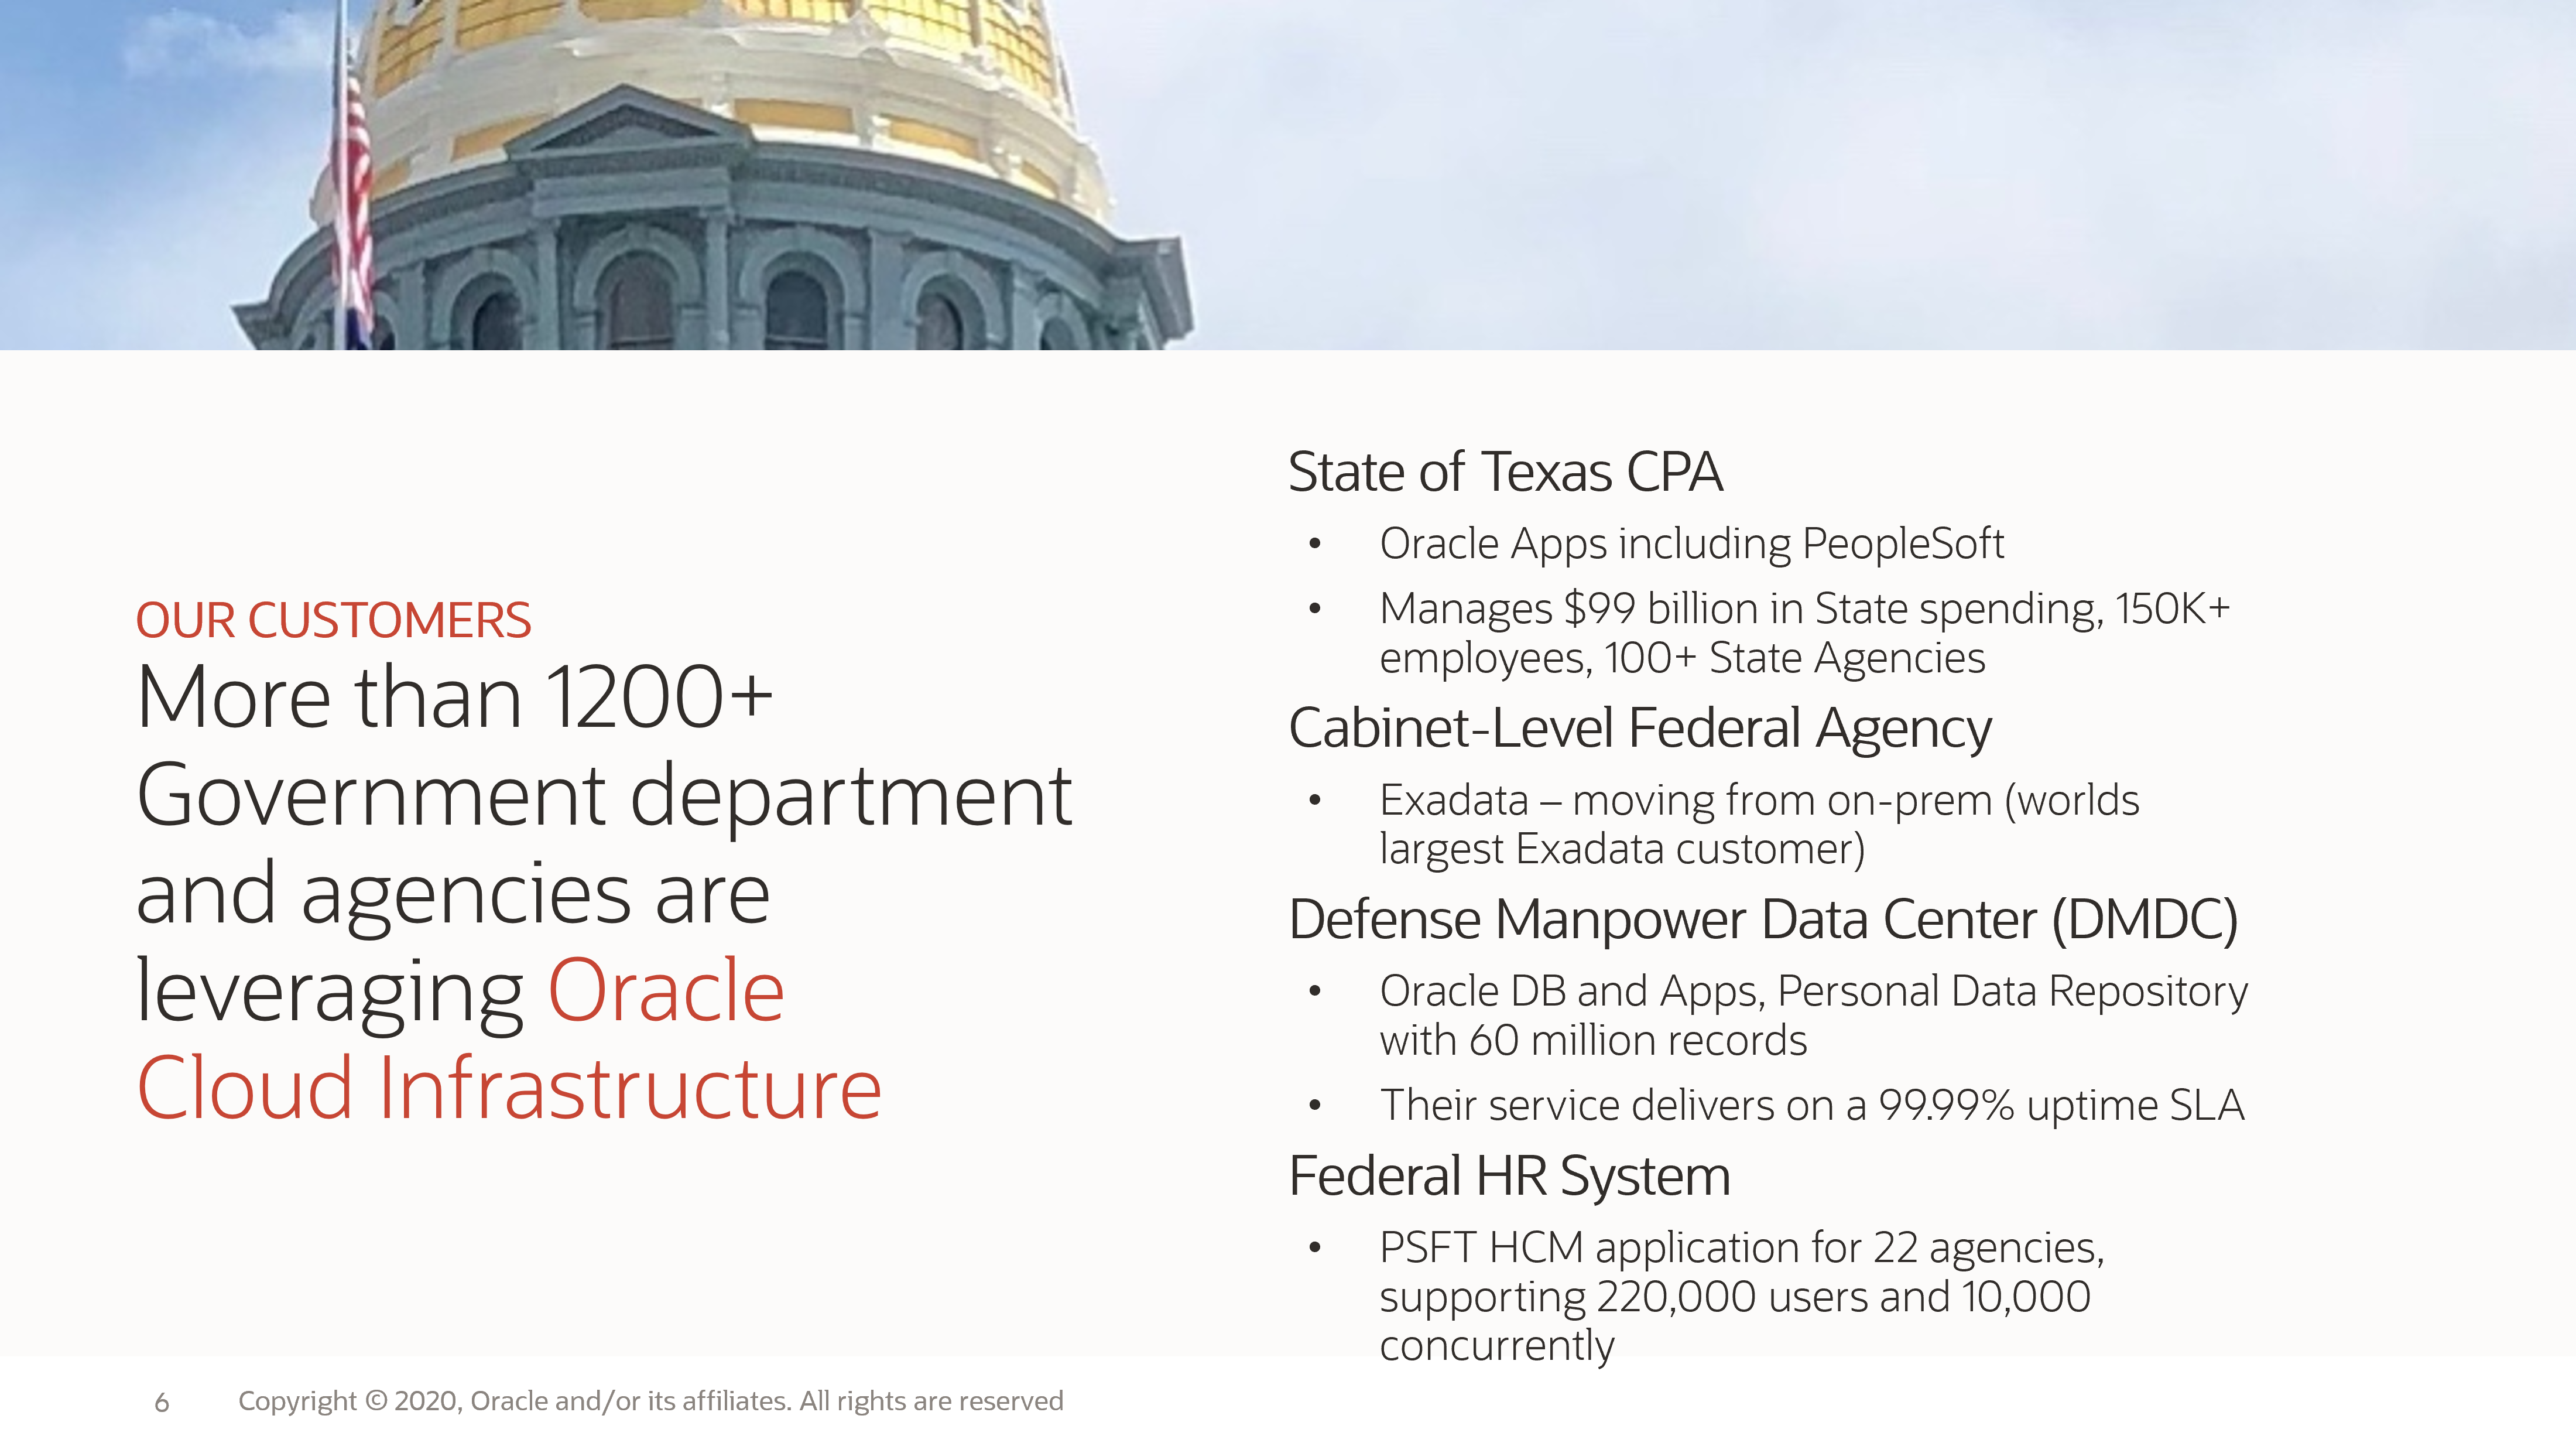 OUR CUSTOMERS
More than 1200+
Government department
and agencies are
leveraging Oracle
Cloud Infrastructure
State of Texas CPA
• Oracle Apps including PeopleSoft
• Manages $99 billion in State spending, 150K+
employees, 100+ State Agencies
Cabinet-Level Federal Agency
• Exadata – moving from on-prem (worlds
largest Exadata customer)
Defense Manpower Data Center (DMDC)
• Oracle DB and Apps, Personal Data Repository
with 60 million records
• Their service delivers on a 99.99% uptime SLA
Federal HR System
• PSFT HCM application for 22 agencies,
supporting 220,000 users and 10,000
concurrently
6 Copyright © 2020, Oracle and/or its affiliates. All rights are reserved